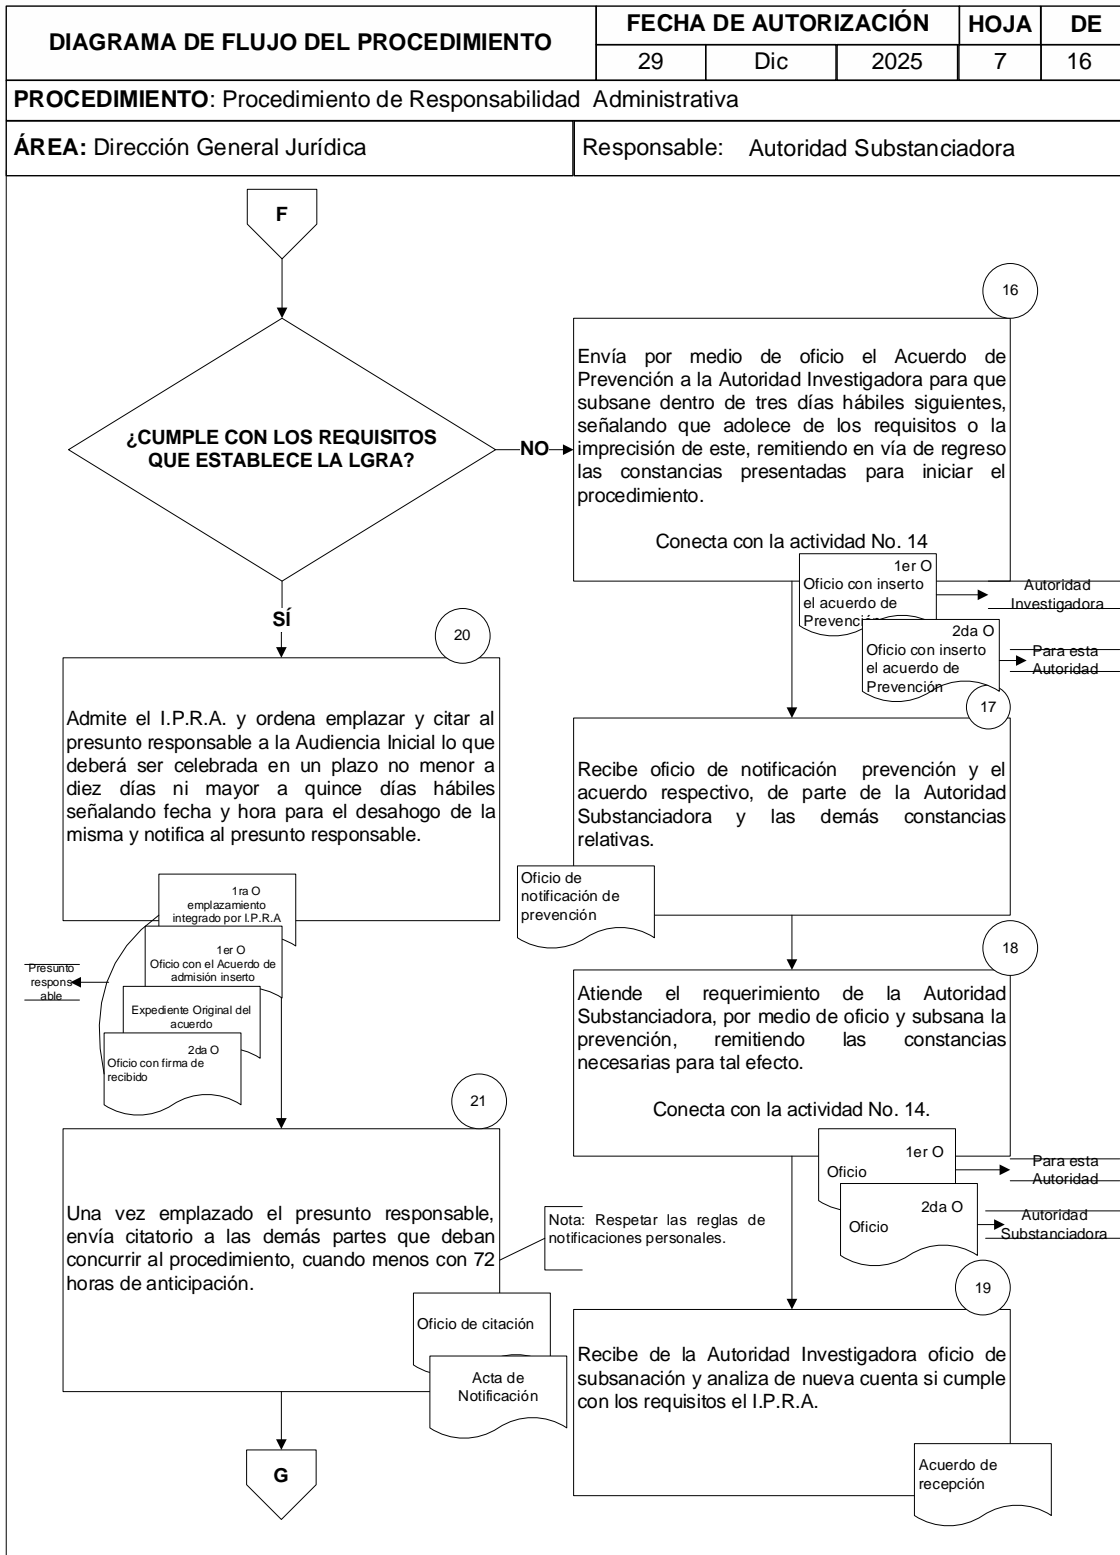 DIAGRAMA DE FLUJO DEL PROCEDIMIENTO
FECHA DE AUTORIZACIÓN
HOJA
DE
29
Dic
2025
7
16
PROCEDIMIENTO: Procedimiento de Responsabilidad Administrativa
ÁREA: Dirección General Jurídica
Responsable: Autoridad Substanciadora
F
¿CUMPLE CON LOS REQUISITOS
QUE ESTABLECE LA LGRA?
NO
16
Envía por medio de oficio el Acuerdo de
Prevención a la Autoridad Investigadora para que
subsane dentro de tres días hábiles siguientes,
señalando que adolece de los requisitos o la
imprecisión de este, remitiendo en vía de regreso
las constancias presentadas para iniciar el
procedimiento.
Conecta con la actividad No. 14
1er O
Oficio con inserto
el acuerdo de
Prevención
Autoridad
Investigadora
2da O
Oficio con inserto
el acuerdo de
Prevención
Para esta
Autoridad
SÍ
20
Admite el I.P.R.A. y ordena emplazar y citar al
presunto responsable a la Audiencia Inicial lo que
deberá ser celebrada en un plazo no menor a
diez días ni mayor a quince días hábiles
señalando fecha y hora para el desahogo de la
misma y notifica al presunto responsable.
1ra O
emplazamiento
integrado por I.P.R.A
1er O
Oficio con el Acuerdo de
admisión inserto
Expediente Original del
acuerdo
2da O
Oficio con firma de
recibido
Presunto
respons
able
17
Recibe oficio de notificación prevención y el
acuerdo respectivo, de parte de la Autoridad
Substanciadora y las demás constancias
relativas.
Oficio de
notificación de
prevención
18
Atiende el requerimiento de la Autoridad
Substanciadora, por medio de oficio y subsana la
prevención, remitiendo las constancias
necesarias para tal efecto.
Conecta con la actividad No. 14.
1er O
Oficio
Para esta
Autoridad
2da O
Oficio
Autoridad
Substanciadora
21
Una vez emplazado el presunto responsable,
envía citatorio a las demás partes que deban
concurrir al procedimiento, cuando menos con 72
horas de anticipación.
Nota: Respetar las reglas de
notificaciones personales.
Oficio de citación
Acta de
Notificación
19
Recibe de la Autoridad Investigadora oficio de
subsanación y analiza de nueva cuenta si cumple
con los requisitos el I.P.R.A.
Acuerdo de
recepción
G